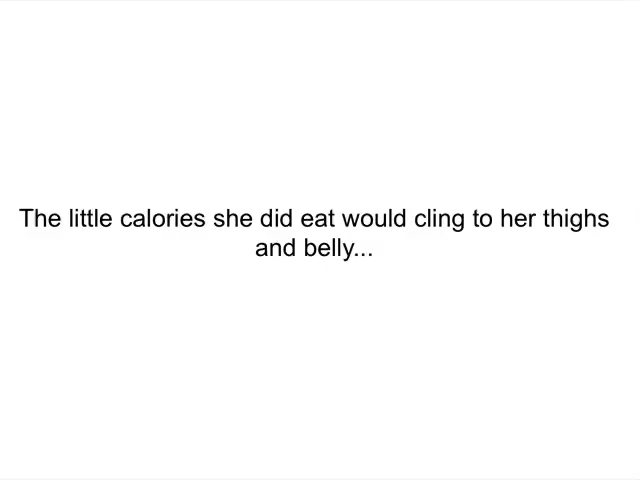 The little calories she did eat would cling to her thighs
and belly...